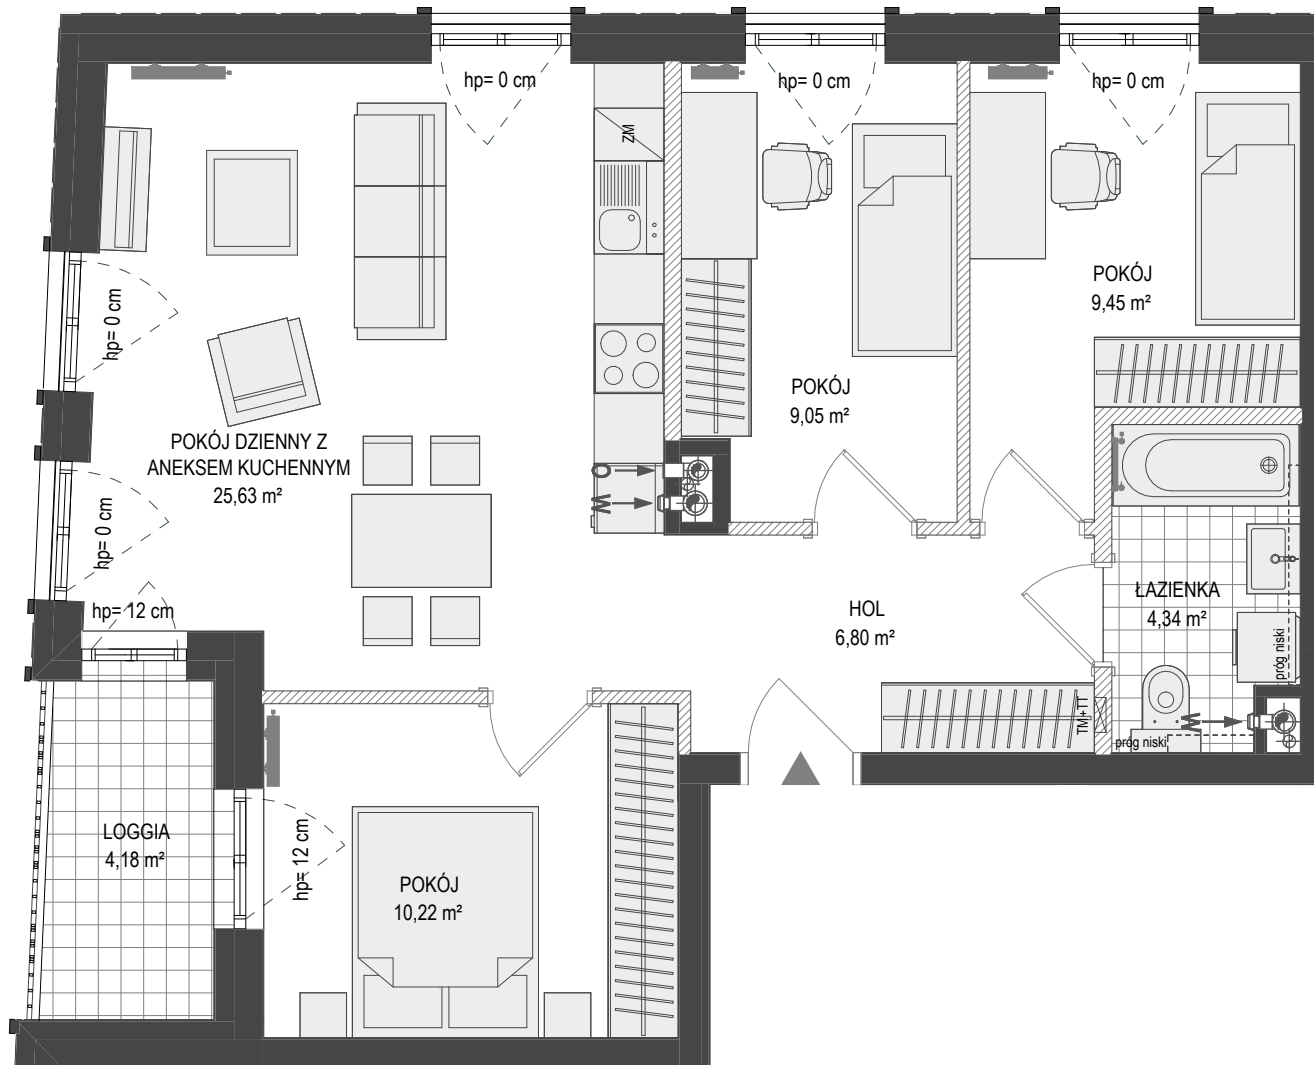 hp= 0 cm
hp= 0 cm
hp= 0 cm
ZM
POKÓJ
9,45 m²
hp= 0 cm
POKÓJ
9,05 m²
POKÓJ DZIENNY Z
ANEKSEM KUCHENNYM
25,63 m²
O
W
hp= 0 cm
hp= 12 cm
HOL
6,80 m²
ŁAZIENKA
4,34 m²
próg niski
TM+TT
W
próg niski
LOGGIA
4,18 m²
hp= 12 cm
POKÓJ
10,22 m²